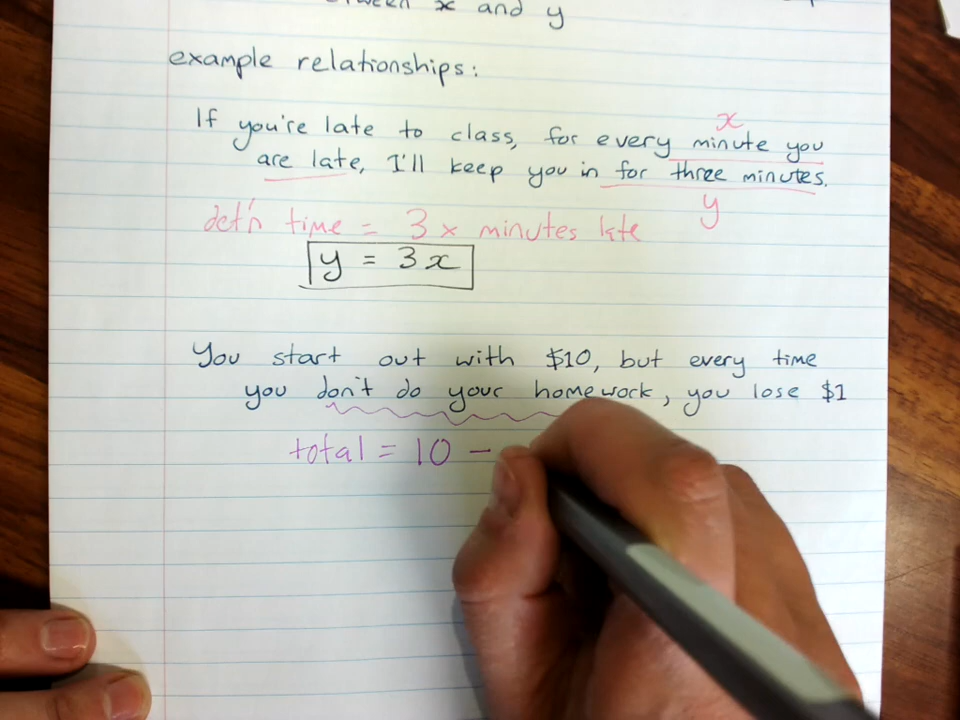 x and y
example relationships:
x
If you're late to class, for every minute you
are late, I'll keep you in for three minutes.
y
det'n time = 3 x minutes late
y = 3x
You start out with $10, but every time
you don't do your homework, you lose $1
total = 10 -